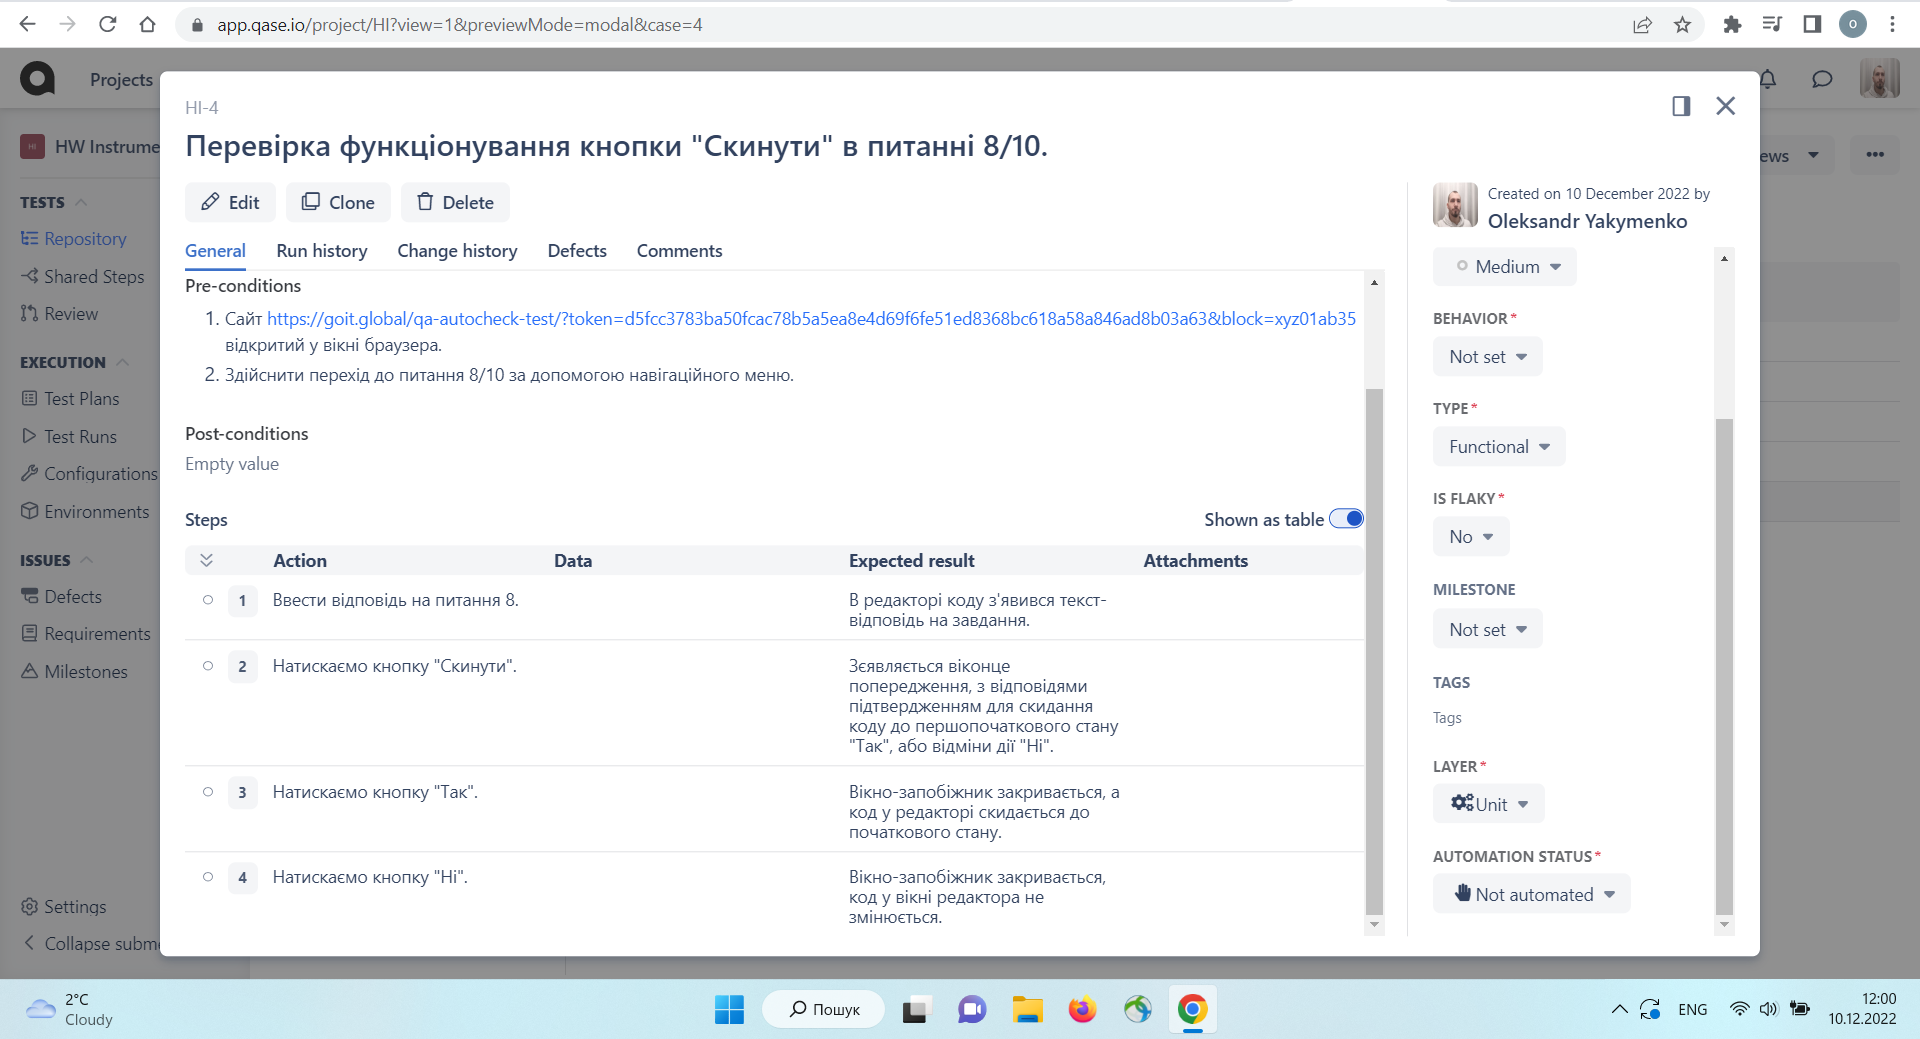 app.qase.io/project/HI?view=1&previewMode=modal&case=4
O
Projects
HI-4
Перевірка функціонування кнопки "Скинути" в питанні 8/10.
HI
HW Instrume
ews
Edit
Clone
Delete
Created on 10 December 2022 by
Oleksandr Yakymenko
TESTS
Repository
Shared Steps
Review
EXECUTION
Test Plans
Test Runs
Configurations
Environments
ISSUES
Defects
Requirements
Milestones
Settings
Collapse subme
General
Run history
Change history
Defects
Comments
Pre-conditions
1. Сайт https://goit.global/qa-autocheck-test/?token=d5fcc3783ba50fcac78b5a5ea8e4d69f6fe51ed8368bc618a58a846ad8b03a63&block=xyz01ab35
відкритий у вікні браузера.
2. Здійснити перехід до питання 8/10 за допомогою навігаційного меню.
Post-conditions
Empty value
Steps
Shown as table
Action
Data
Expected result
Attachments
1
Ввести відповідь на питання 8.
В редакторі коду з'явився текст-
відповідь на завдання.
2
Натискаємо кнопку "Скинути".
Зєявляється віконце
попередження, з відповідями
підтвердженням для скидання
коду до першопочаткового стану
"Так", або відміни дії "Ні".
3
Натискаємо кнопку "Так".
Вікно-запобіжник закривається, а
код у редакторі скидається до
початкового стану.
4
Натискаємо кнопку "Ні".
Вікно-запобіжник закривається,
код у вікні редактора не
змінюється.
Medium
BEHAVIOR*
Not set
TYPE*
Functional
IS FLAKY*
No
MILESTONE
Not set
TAGS
Tags
LAYER*
Unit
AUTOMATION STATUS*
Not automated
2°C
Cloudy
Пошук
ENG
12:00
10.12.2022